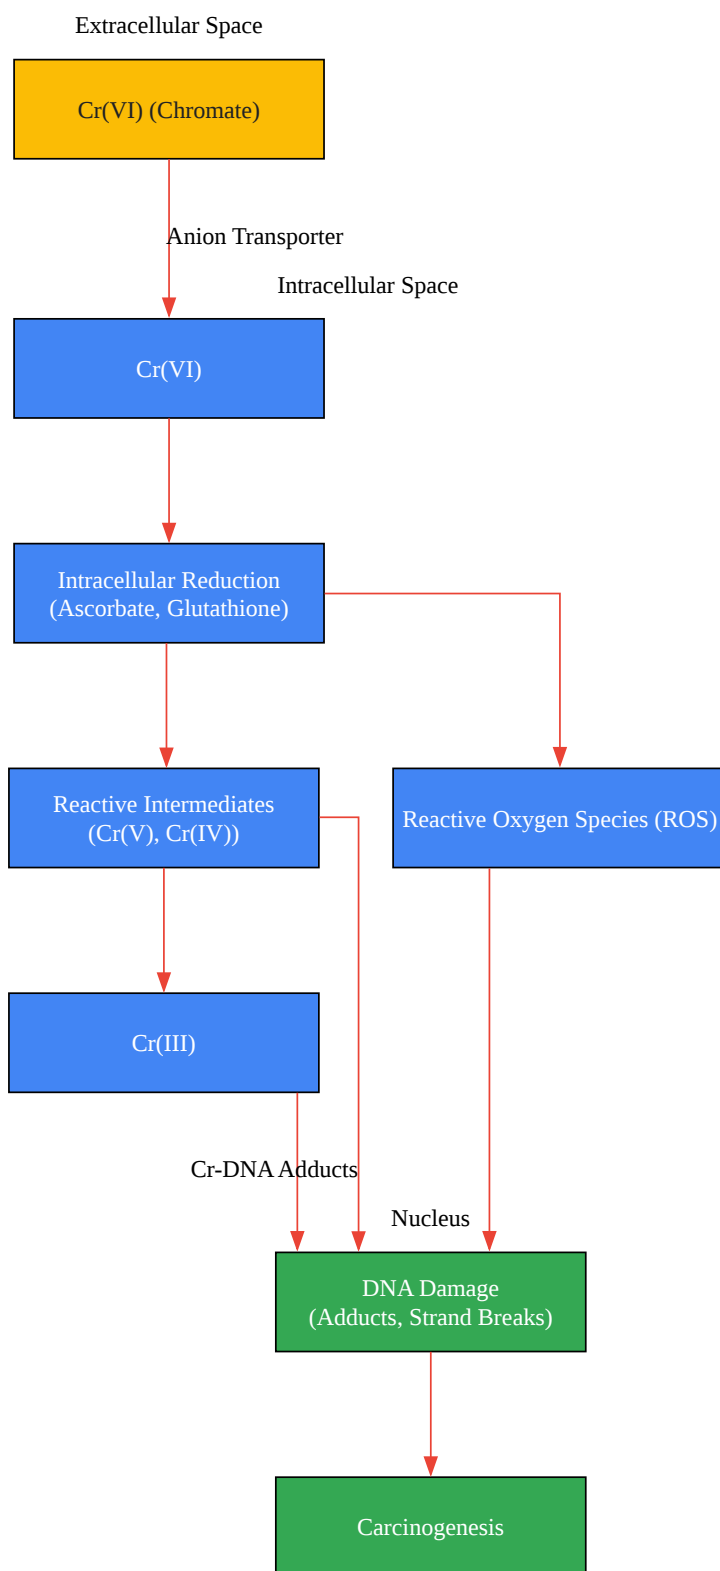 Extracellular Space
Cr(VI) (Chromate)
Anion Transporter
Intracellular Space
Cr(VI)
Intracellular Reduction
(Ascorbate, Glutathione)
Reactive Intermediates
(Cr(V), Cr(IV))
Reactive Oxygen Species (ROS)
Cr(III)
Cr-DNA Adducts
Nucleus
DNA Damage
(Adducts, Strand Breaks)
Carcinogenesis